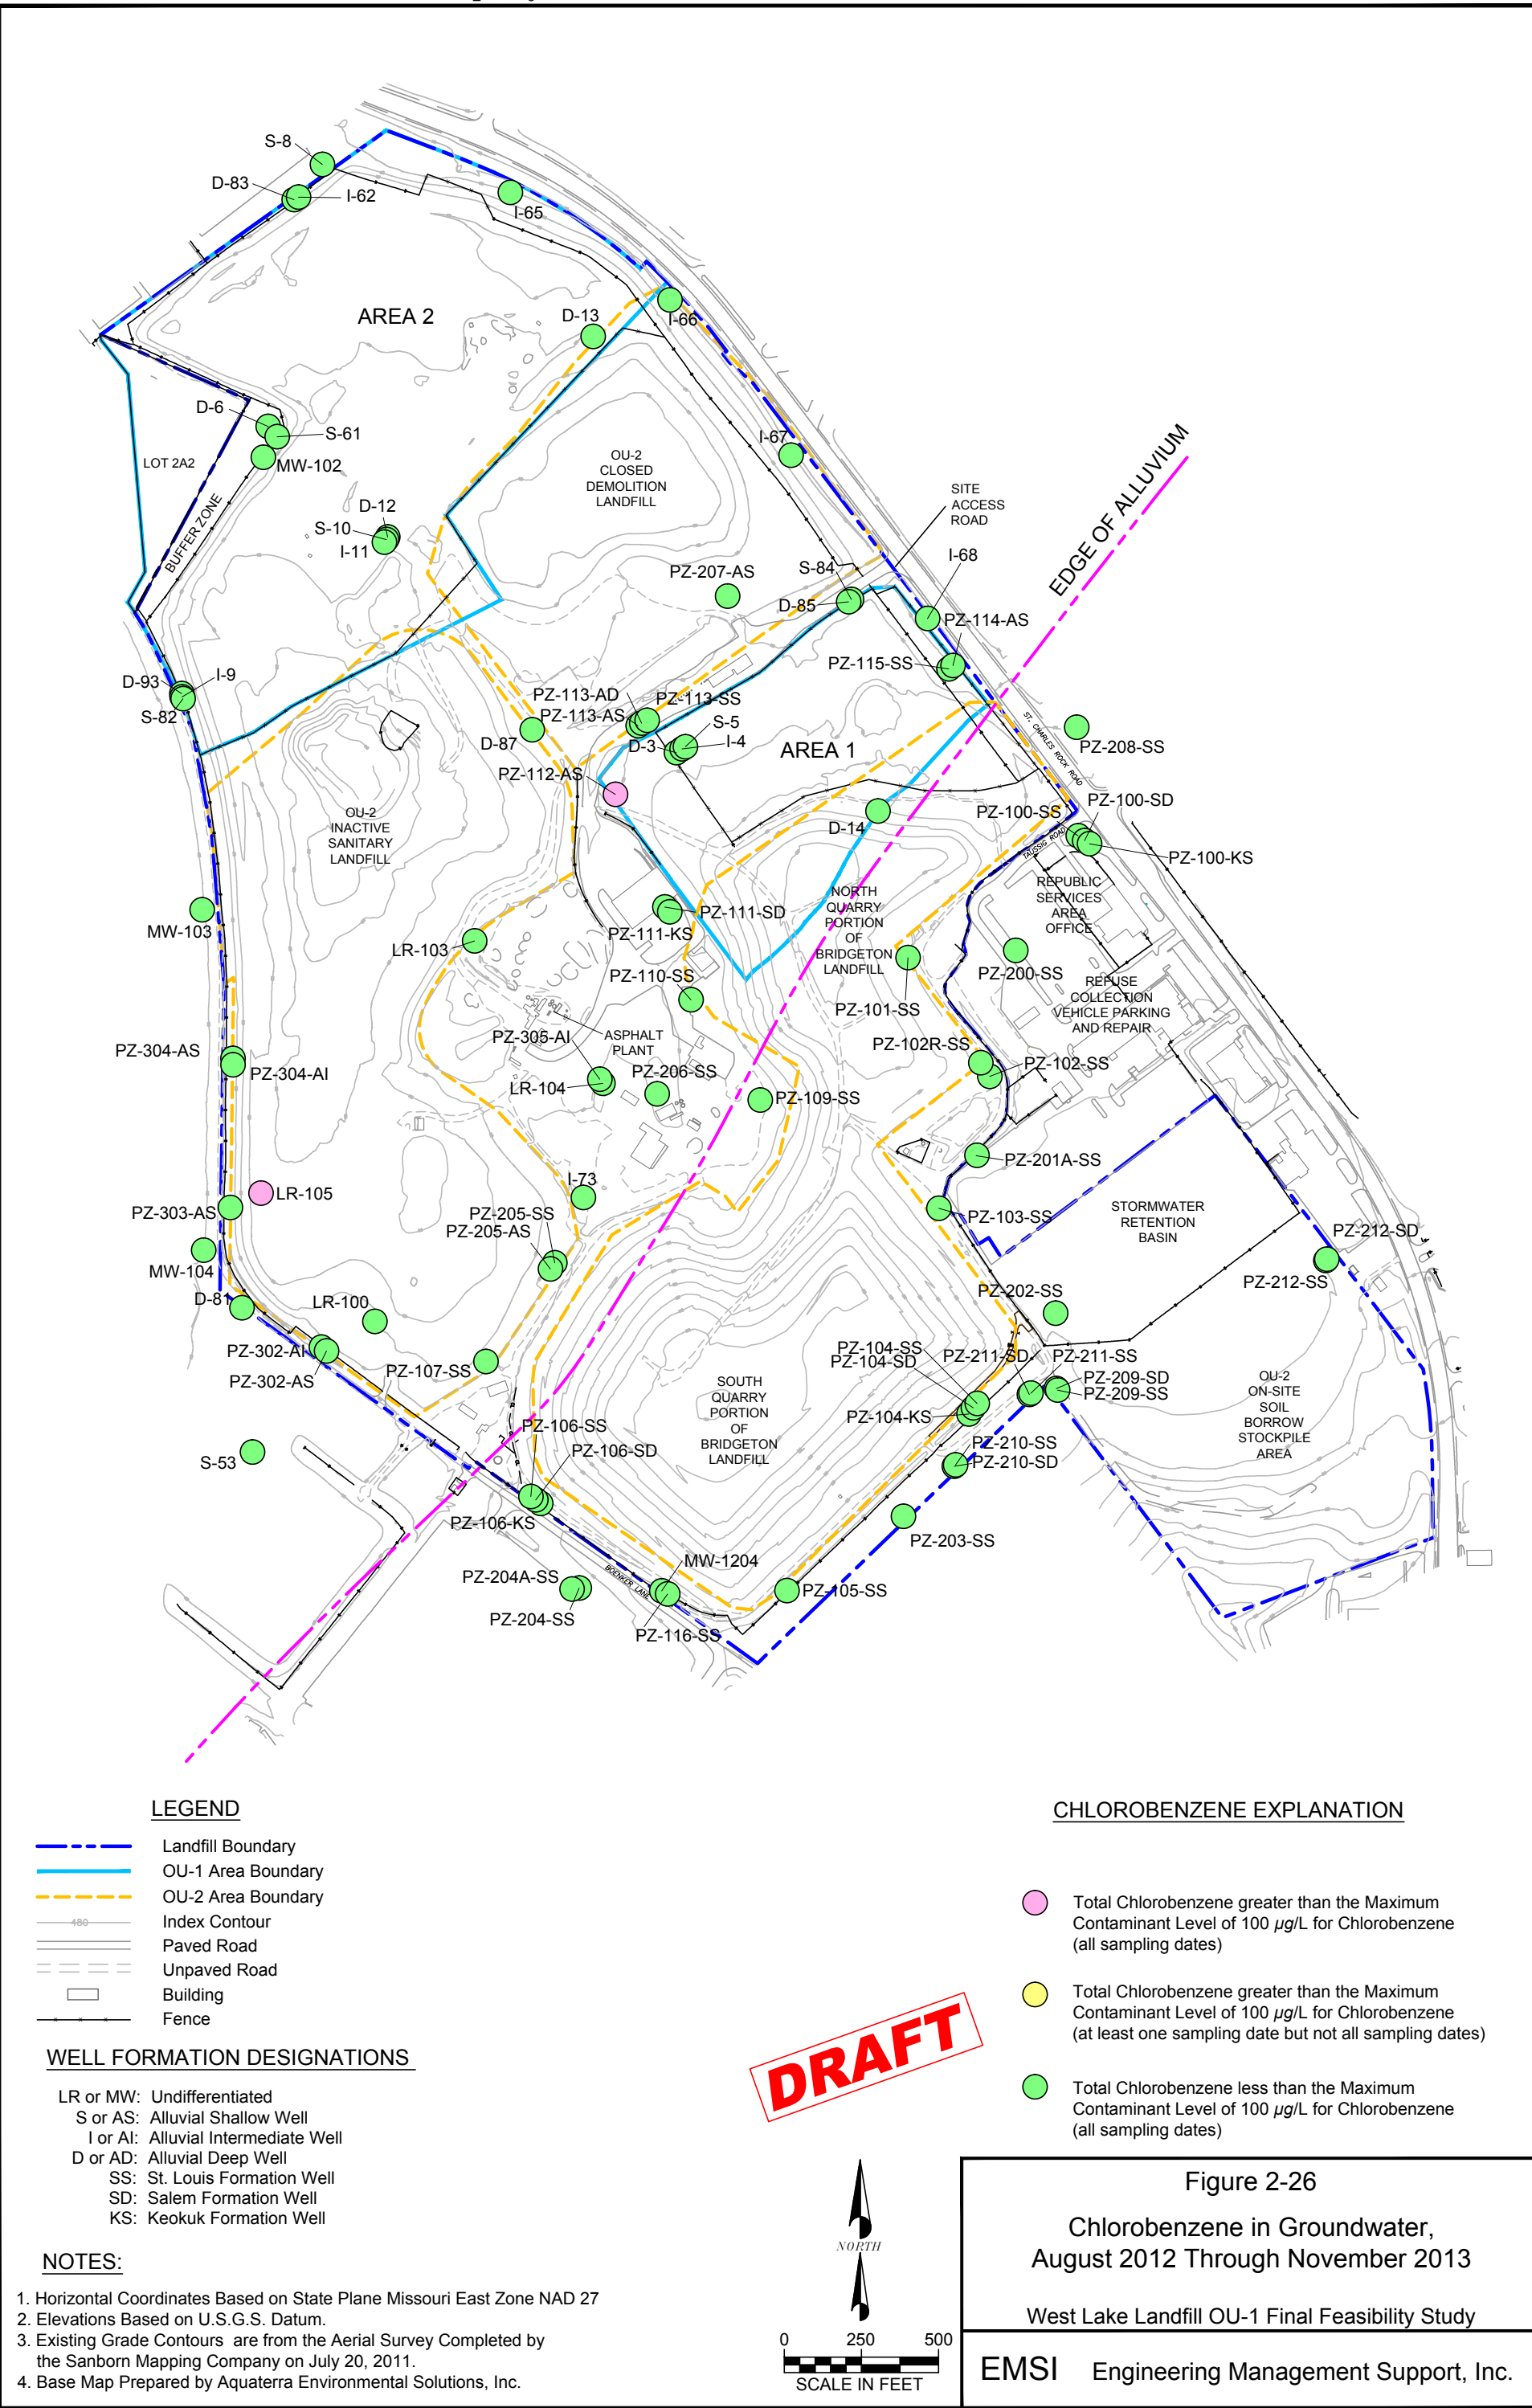 S-8
D-83
I-62
I-65
AREA 2
D-13
I-66
D-6
S-61
LOT 2A2
MW-102
BUFFER ZONE
OU-2
CLOSED
DEMOLITION
LANDFILL
I-67
EDGE OF ALLUVIUM
SITE
ACCESS
ROAD
D-12
S-10
I-11
PZ-207-AS
S-84
D-85
I-68
PZ-114-AS
PZ-115-SS
D-93
I-9
S-82
PZ-113-AD
PZ-113-SS
PZ-113-AS
S-5
D-87
D-3
I-4
AREA 1
ST. CHARLES ROCK ROAD
PZ-208-SS
PZ-112-AS
OU-2
INACTIVE
SANITARY
LANDFILL
D-14
PZ-100-SS
PZ-100-SD
TAUSSIG ROAD
PZ-100-KS
NORTH
QUARRY
PORTION
OF
BRIDGETON
LANDFILL
REPUBLIC
SERVICES
AREA
OFFICE
MW-103
PZ-111-SD
PZ-111-KS
LR-103
PZ-110-SS
PZ-200-SS
PZ-101-SS
REFUSE
COLLECTION
VEHICLE PARKING
AND REPAIR
PZ-305-AI
ASPHALT
PLANT
PZ-304-AS
PZ-304-AI
PZ-102R-SS
PZ-102-SS
LR-104
PZ-206-SS
PZ-109-SS
PZ-201A-SS
LR-105
I-73
PZ-303-AS
PZ-205-SS
PZ-205-AS
PZ-103-SS
STORMWATER
RETENTION
BASIN
PZ-212-SD
PZ-212-SS
MW-104
D-81
LR-100
PZ-202-SS
PZ-302-AI
PZ-302-AS
PZ-107-SS
PZ-104-SS
PZ-104-SD
PZ-211-SD
PZ-211-SS
PZ-209-SD
PZ-209-SS
PZ-104-KS
SOUTH
QUARRY
PORTION
OF
BRIDGETON
LANDFILL
OU-2
ON-SITE
SOIL
BORROW
STOCKPILE
AREA
PZ-106-SS
PZ-106-SD
PZ-210-SS
PZ-210-SD
S-53
PZ-106-KS
PZ-203-SS
MW-1204
PZ-204A-SS
BOENKER LANE
PZ-105-SS
PZ-204-SS
PZ-116-SS
LEGEND
Landfill Boundary
OU-1 Area Boundary
OU-2 Area Boundary
480
Index Contour
Paved Road
Unpaved Road
Building
Fence
WELL FORMATION DESIGNATIONS
LR or MW: Undifferentiated
S or AS: Alluvial Shallow Well
I or AI: Alluvial Intermediate Well
D or AD: Alluvial Deep Well
SS: St. Louis Formation Well
SD: Salem Formation Well
KS: Keokuk Formation Well
NOTES:
1. Horizontal Coordinates Based on State Plane Missouri East Zone NAD 27
2. Elevations Based on U.S.G.S. Datum.
3. Existing Grade Contours are from the Aerial Survey Completed by
the Sanborn Mapping Company on July 20, 2011.
4. Base Map Prepared by Aquaterra Environmental Solutions, Inc.
CHLOROBENZENE EXPLANATION
Total Chlorobenzene greater than the Maximum
Contaminant Level of 100 µg/L for Chlorobenzene
(all sampling dates)
Total Chlorobenzene greater than the Maximum
Contaminant Level of 100 µg/L for Chlorobenzene
(at least one sampling date but not all sampling dates)
Total Chlorobenzene less than the Maximum
Contaminant Level of 100 µg/L for Chlorobenzene
(all sampling dates)
DRAFT
NORTH
0 250 500
SCALE IN FEET
Figure 2-26
Chlorobenzene in Groundwater,
August 2012 Through November 2013
West Lake Landfill OU-1 Final Feasibility Study
EMSI Engineering Management Support, Inc.